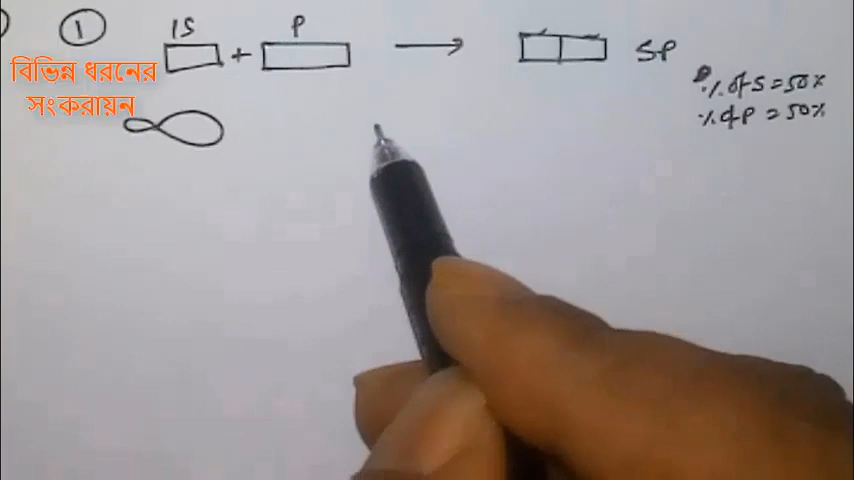 ① 1S P
+ → SP
বিভিন্ন ধরনের
সংকরায়ন
% of S = 50%
% of P = 50%